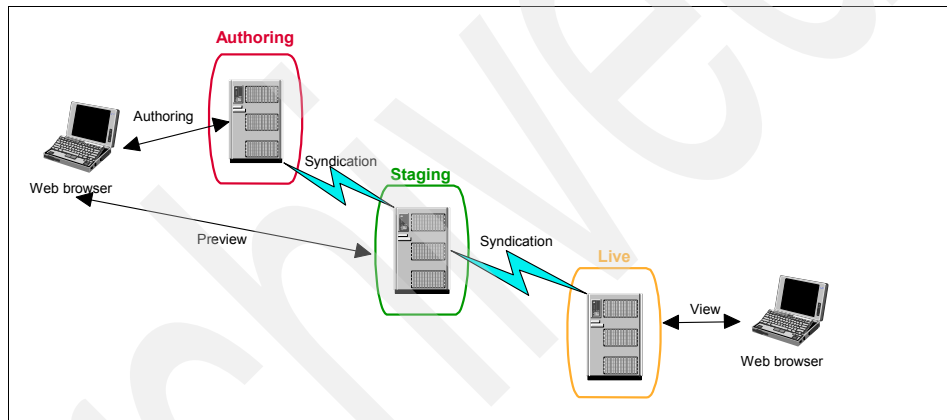 Authoring
Authoring
Web browser
Syndication
Staging
Preview
Syndication
Live
View
Web browser